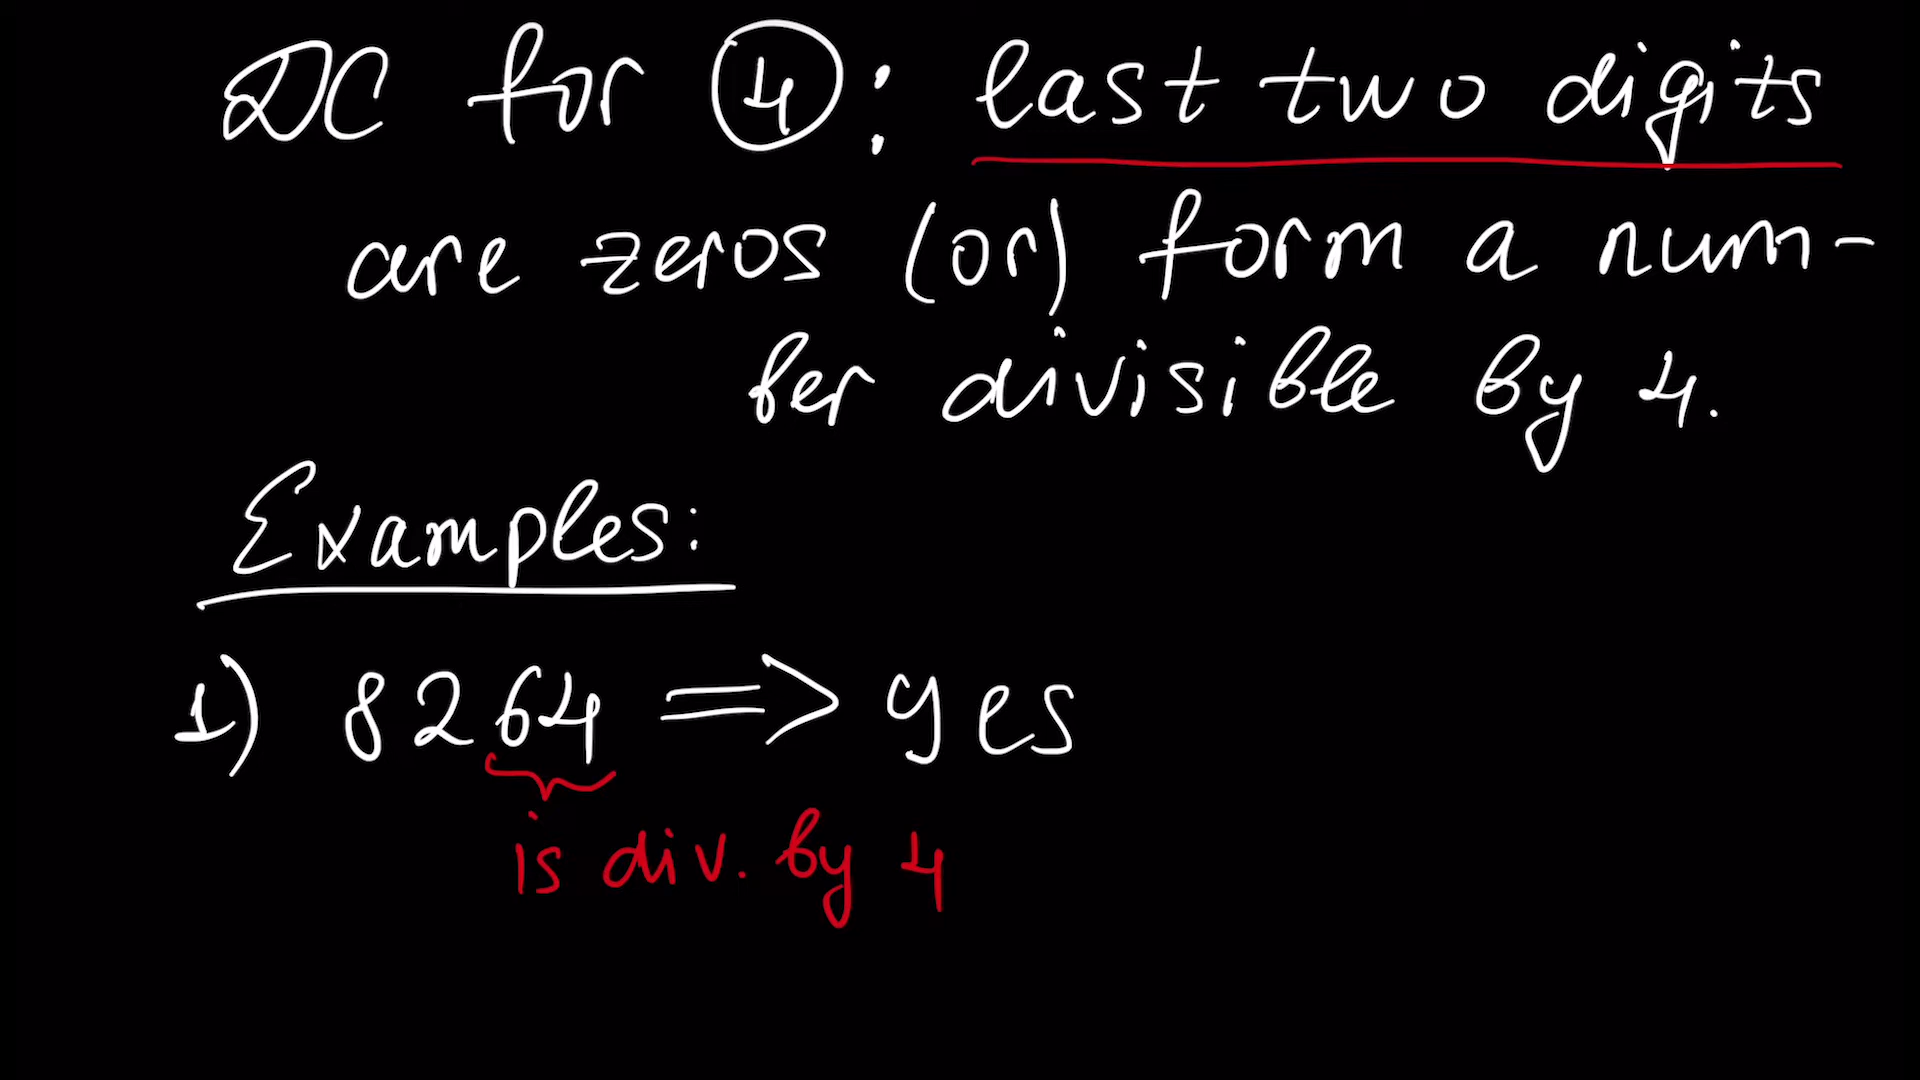 DC for 4: last two digits
are zeros (or) form a num-
ber divisible by 4.
Examples:
1) 8264 => yes
is div. by 4